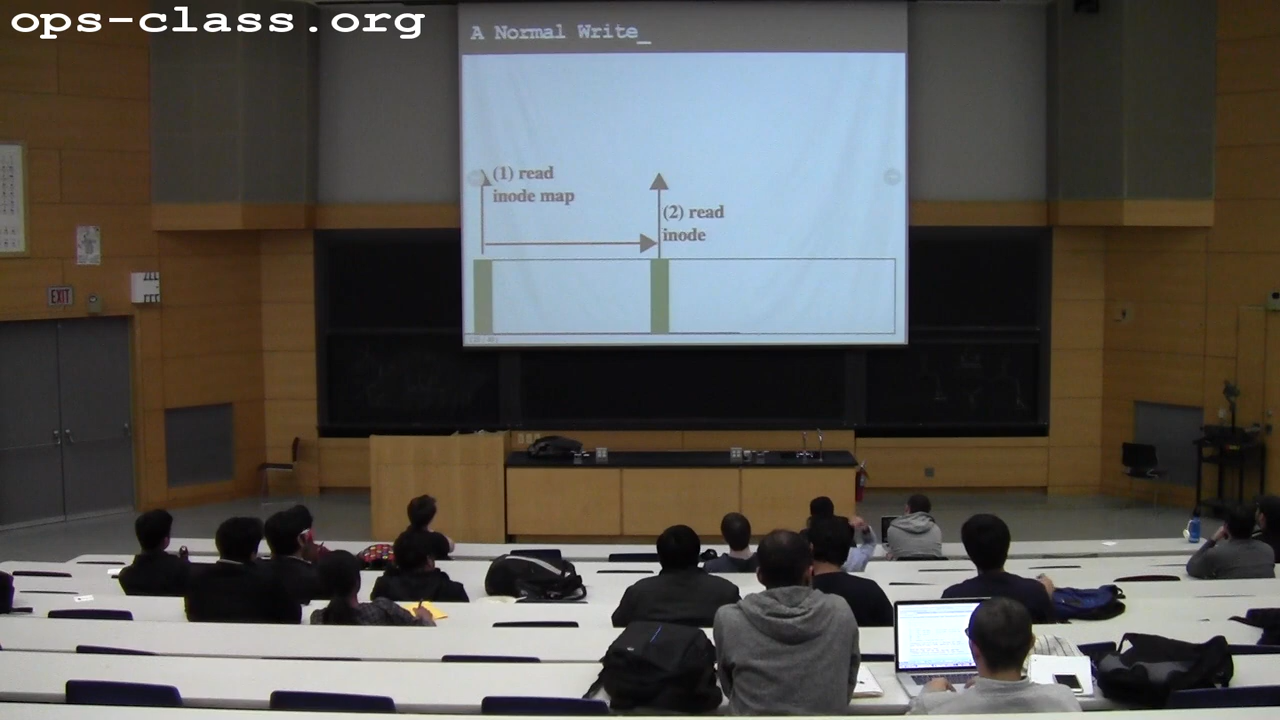 ops-class.org
A Normal Write_
(1) read
inode map
(2) read
inode
EXIT